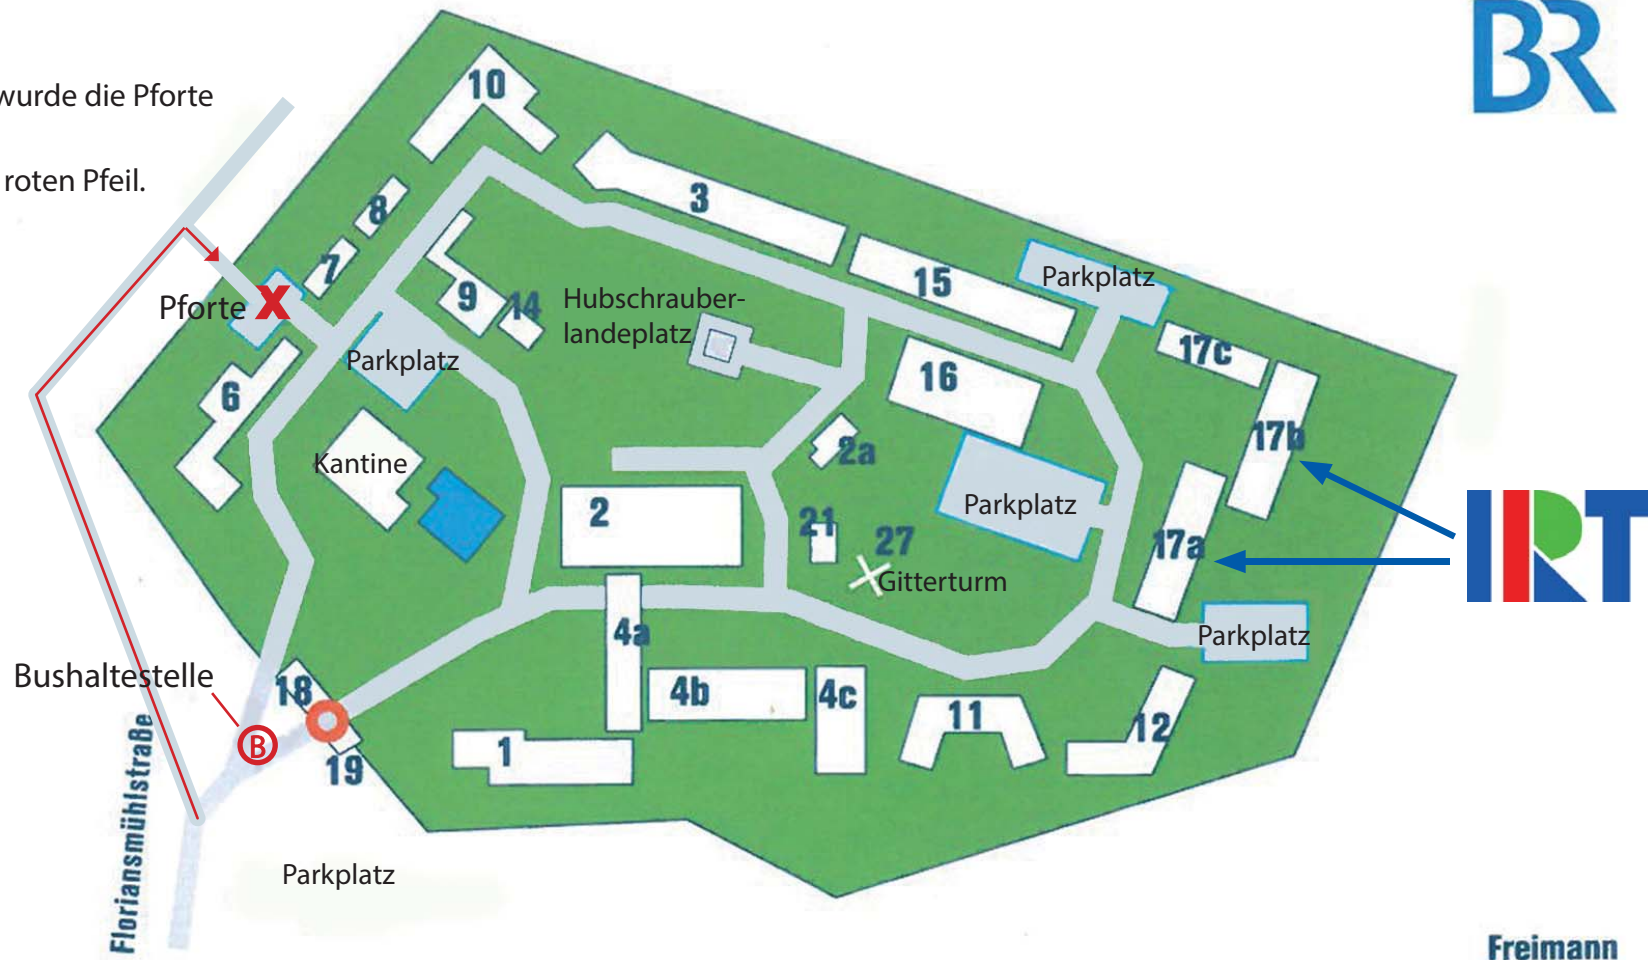 BR
wurde die Pforte
roten Pfeil.
10
3
8
7
15
Parkplatz
9
14
Hubschrauber-
landeplatz
Pforte X
Parkplatz
17c
16
6
17b
Kantine
2a
2
Parkplatz
21
27
17a
IRT
Gitterturm
4a
Parkplatz
Bushaltestelle
18
4b
4c
11
12
B
1
19
Floriansmühlstraße
Parkplatz
Freimann